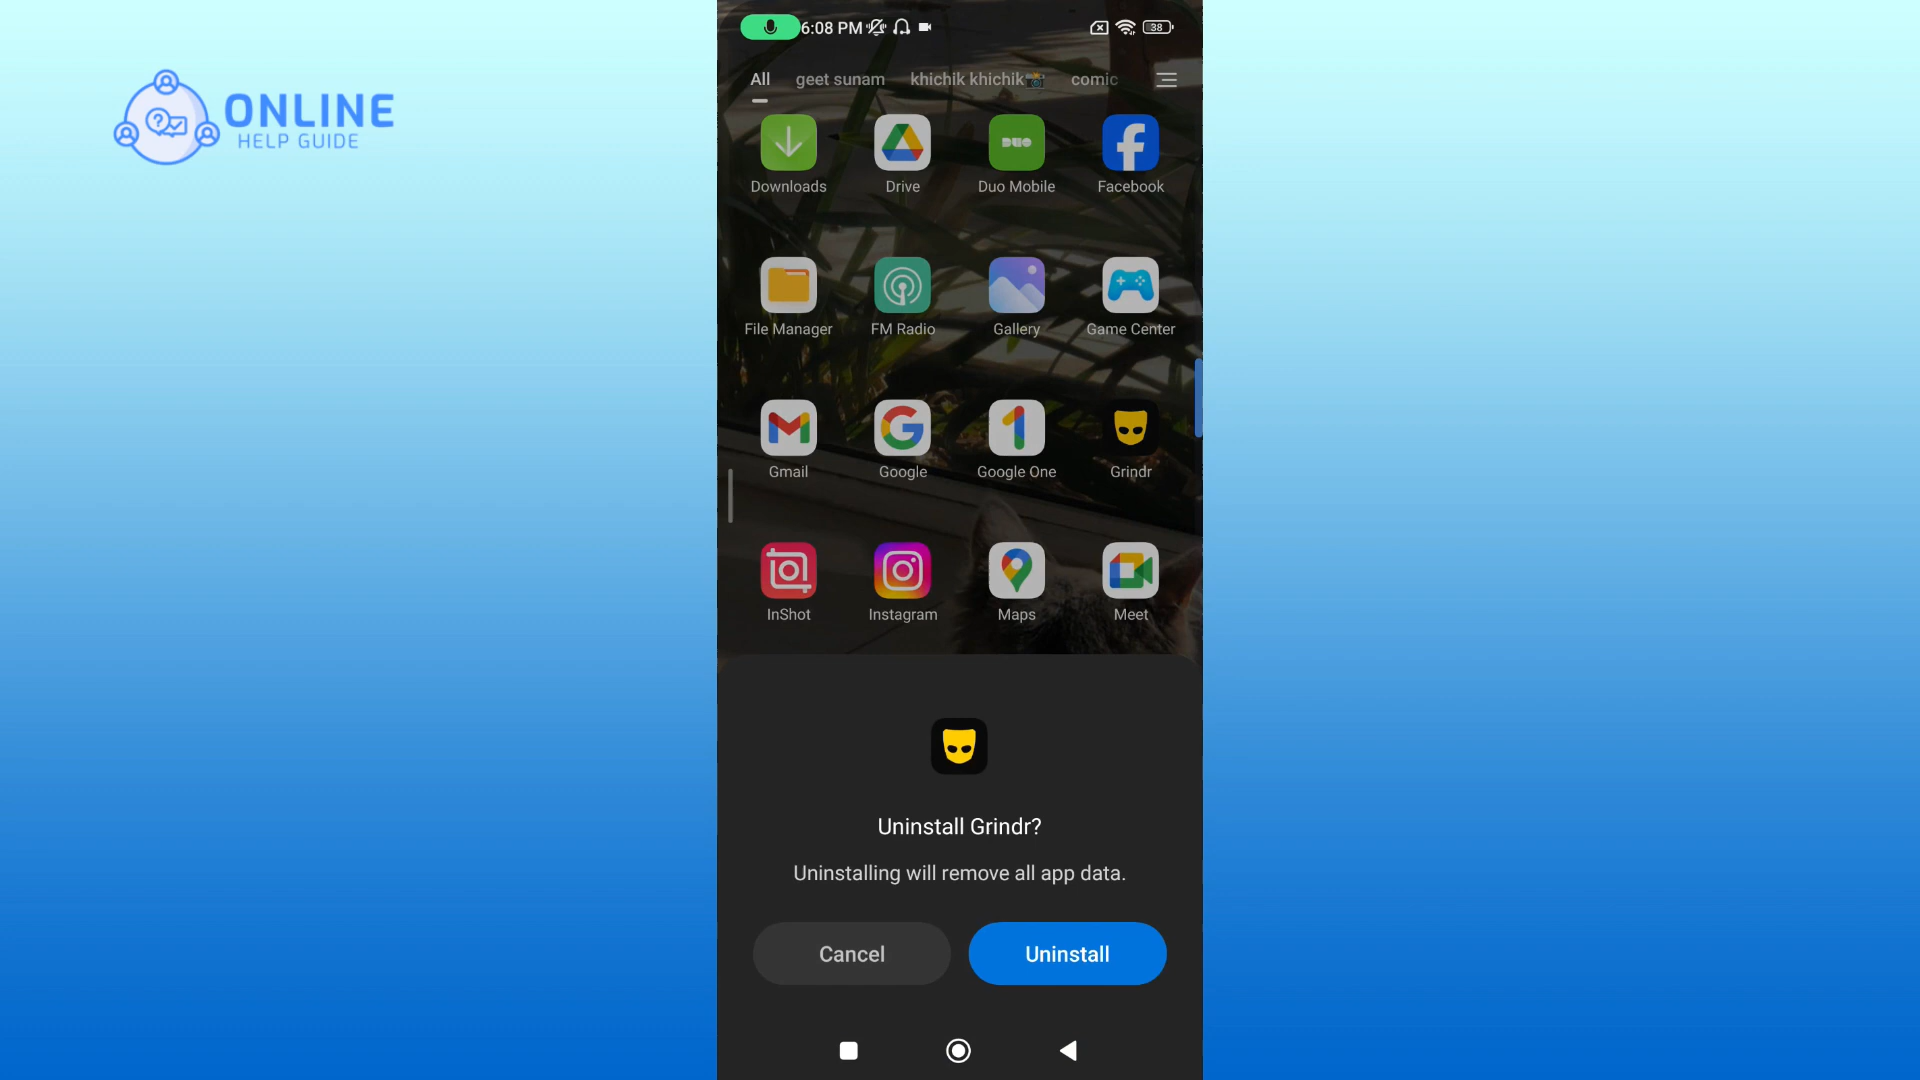 ONLINE
HELP GUIDE
6:08 PM
38
All geet sunam khichik khichik📸 comic
DUO
Downloads Drive Duo Mobile Facebook
File Manager FM Radio Gallery Game Center
Gmail Google Google One Grindr
InShot Instagram Maps Meet
Uninstall Grindr?
Uninstalling will remove all app data.
Cancel Uninstall